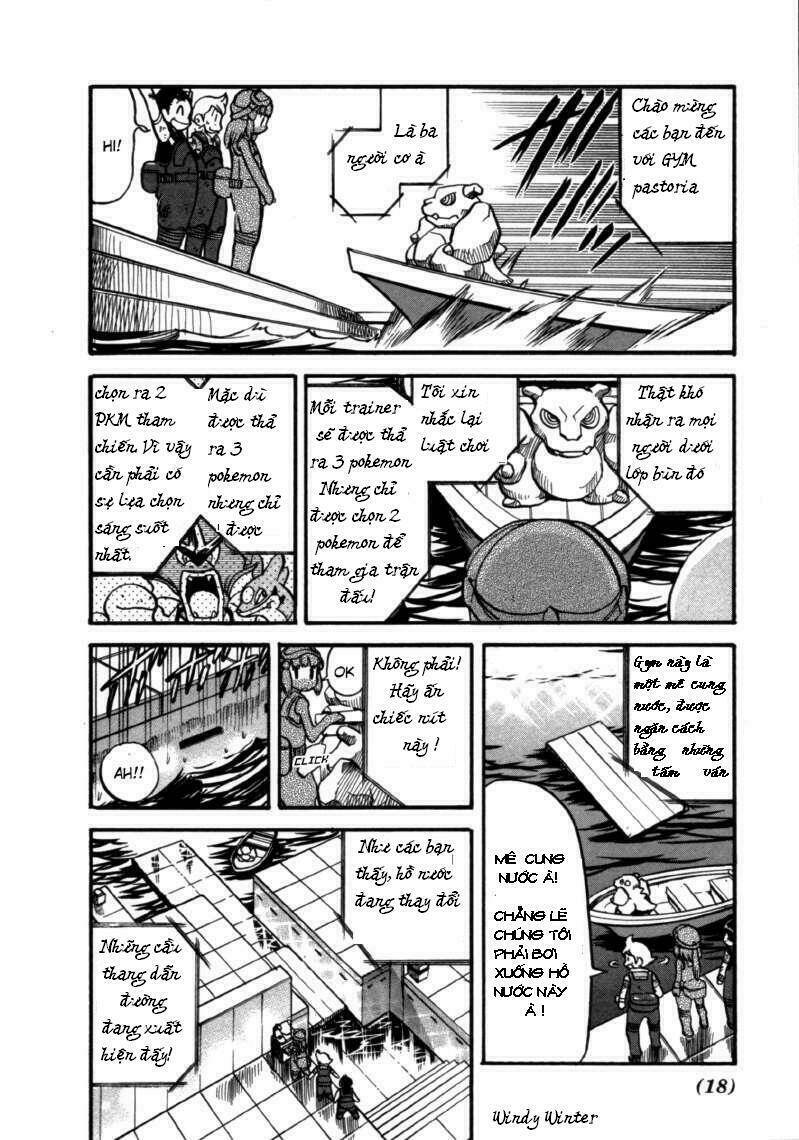 Chào mừng
các bạn đến
với GYM
pastoria
Là ba
người cơ à
HI!
Thật khó
nhận ra mọi
người dưới
lớp bùn đó
Tôi xin
nhắc lại
luật chơi
Mỗi trainer
sẽ được thả
ra 3 pokemon
Nhưng chỉ
được chọn 2
pokemon để
tham gia trận
đấu!
Mặc dù
được thả
ra 3
pokemon
nhưng chỉ
được
chọn ra 2
PKM tham
chiến. Vì vậy
cần phải có
sự lựa chọn
sáng suốt
nhất.
Gym này là
một mê cung
nước, được
ngăn cách
bằng những
tấm ván
MÊ CUNG
NƯỚC À!
CHẲNG LẼ
CHÚNG TÔI
PHẢI BƠI
XUỐNG HỒ
NƯỚC NÀY
À !
Không phải!
Hãy ấn
chiếc nút
này !
OK
CLICK
AH!!
Như các bạn
thấy, hồ nước
đang thay đổi
Những cầu
thang dẫn
đường
đang xuất
hiện đấy!
(18)
Windy Winter